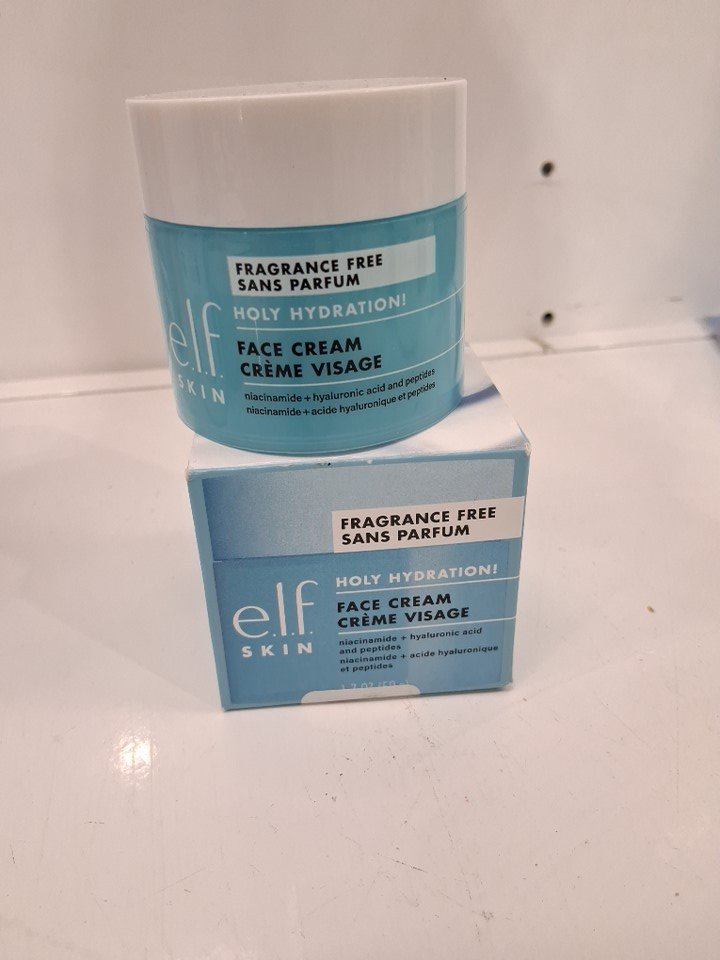 FRAGRANCE FREE
SANS PARFUM
HOLY HYDRATION!
e.l.f.
SKIN
FACE CREAM
CRÈME VISAGE
niacinamide + hyaluronic acid and peptides
niacinamide + acide hyaluronique et peptides
FRAGRANCE FREE
SANS PARFUM
HOLY HYDRATION!
e.l.f.
SKIN
FACE CREAM
CRÈME VISAGE
niacinamide + hyaluronic acid
and peptides
niacinamide + acide hyaluronique
et peptides